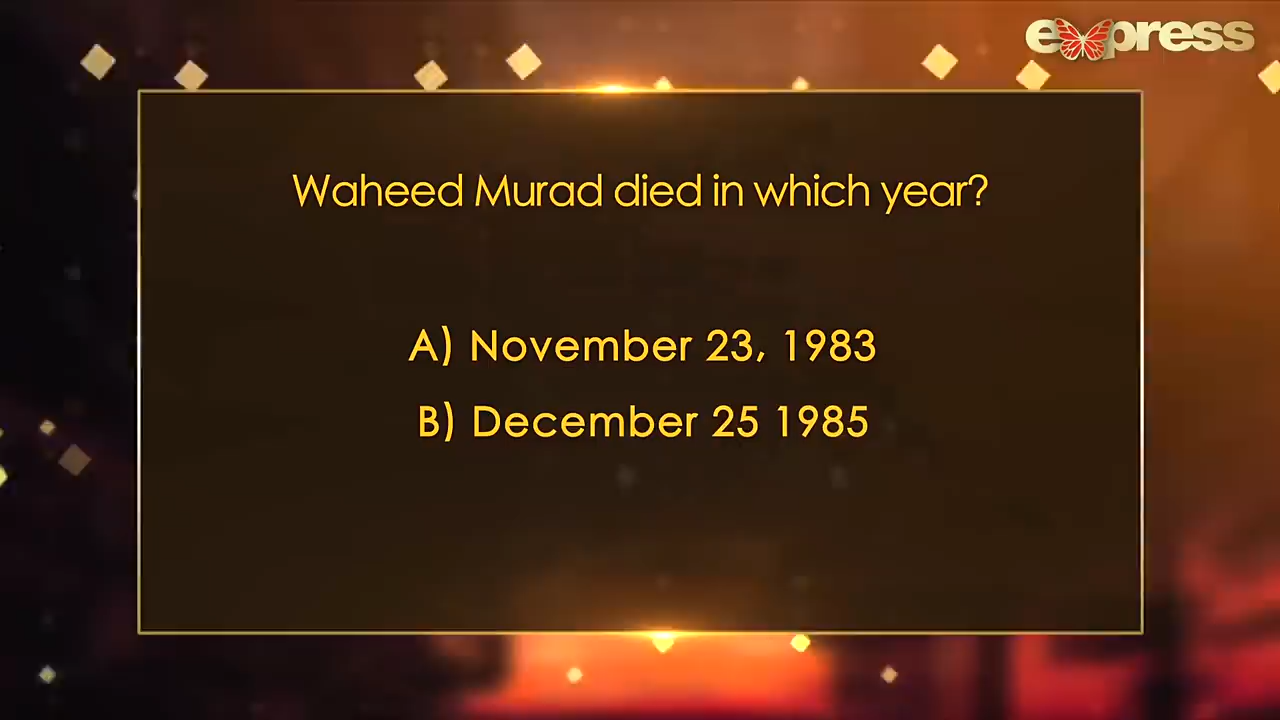 express
Waheed Murad died in which year?
A) November 23, 1983
B) December 25 1985